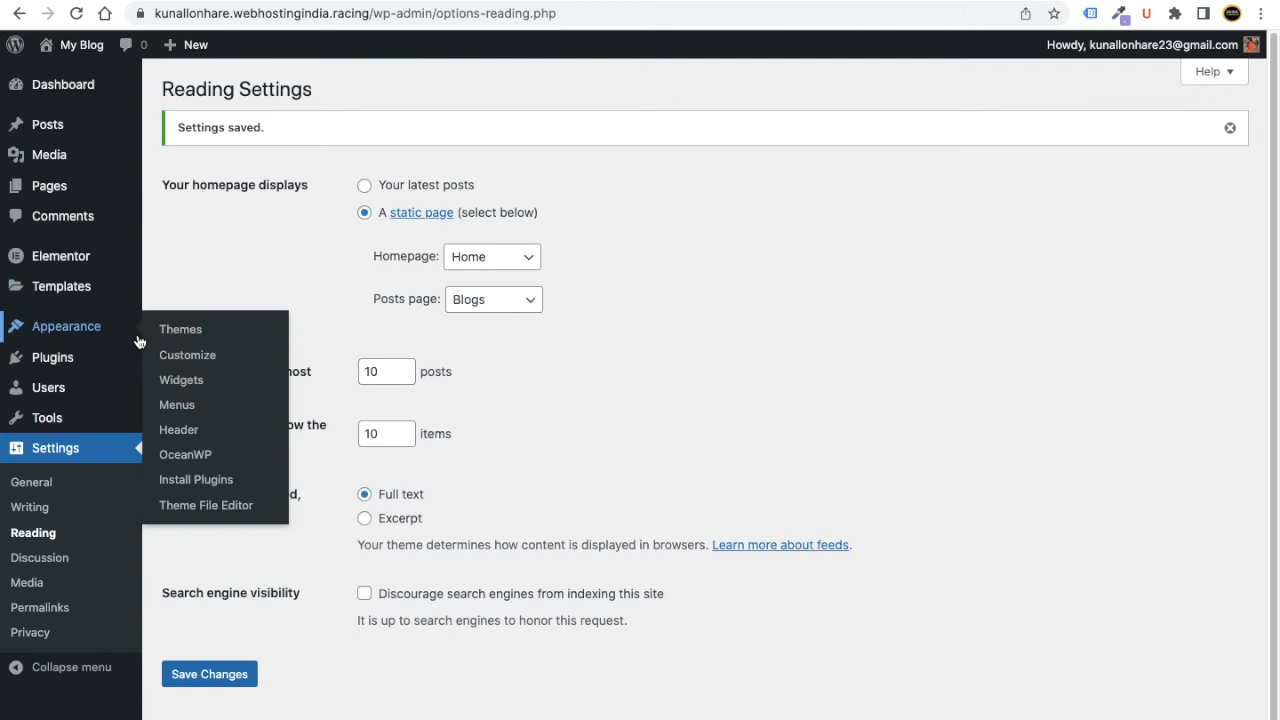 kunallonhare.webhostingindia.racing/wp-admin/options-reading.php
My Blog 0 New
Howdy, kunallonhare23@gmail.com
Help
Dashboard
Posts
Media
Pages
Comments
Elementor
Templates
Appearance
Plugins
Users
Tools
Settings
General
Writing
Reading
Discussion
Media
Permalinks
Privacy
Collapse menu
Themes
Customize
Widgets
Menus
Header
OceanWP
Install Plugins
Theme File Editor
Reading Settings
Settings saved.
Your homepage displays
Your latest posts
A static page (select below)
Homepage: Home
Posts page: Blogs
most 10 posts
ow the 10 items
d, Full text
Excerpt
Your theme determines how content is displayed in browsers. Learn more about feeds.
Search engine visibility
Discourage search engines from indexing this site
It is up to search engines to honor this request.
Save Changes